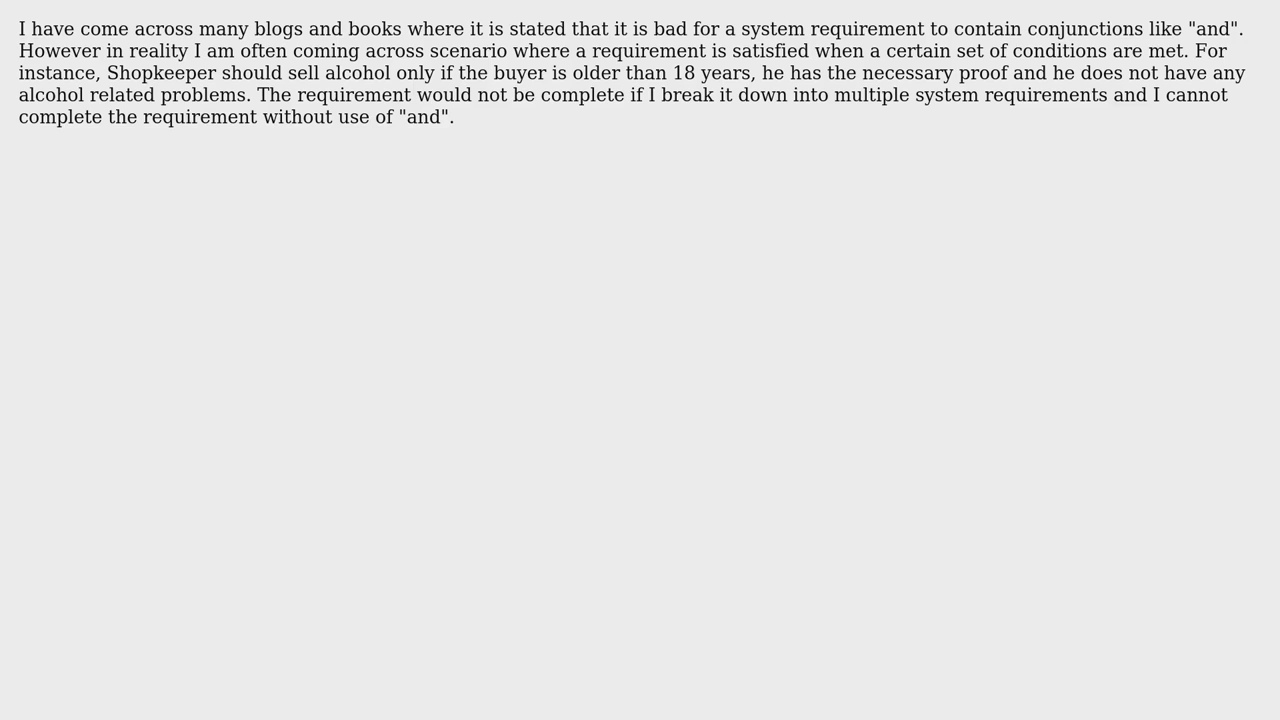 I have come across many blogs and books where it is stated that it is bad for a system requirement to contain conjunctions like "and".
However in reality I am often coming across scenario where a requirement is satisfied when a certain set of conditions are met. For
instance, Shopkeeper should sell alcohol only if the buyer is older than 18 years, he has the necessary proof and he does not have any
alcohol related problems. The requirement would not be complete if I break it down into multiple system requirements and I cannot
complete the requirement without use of "and".